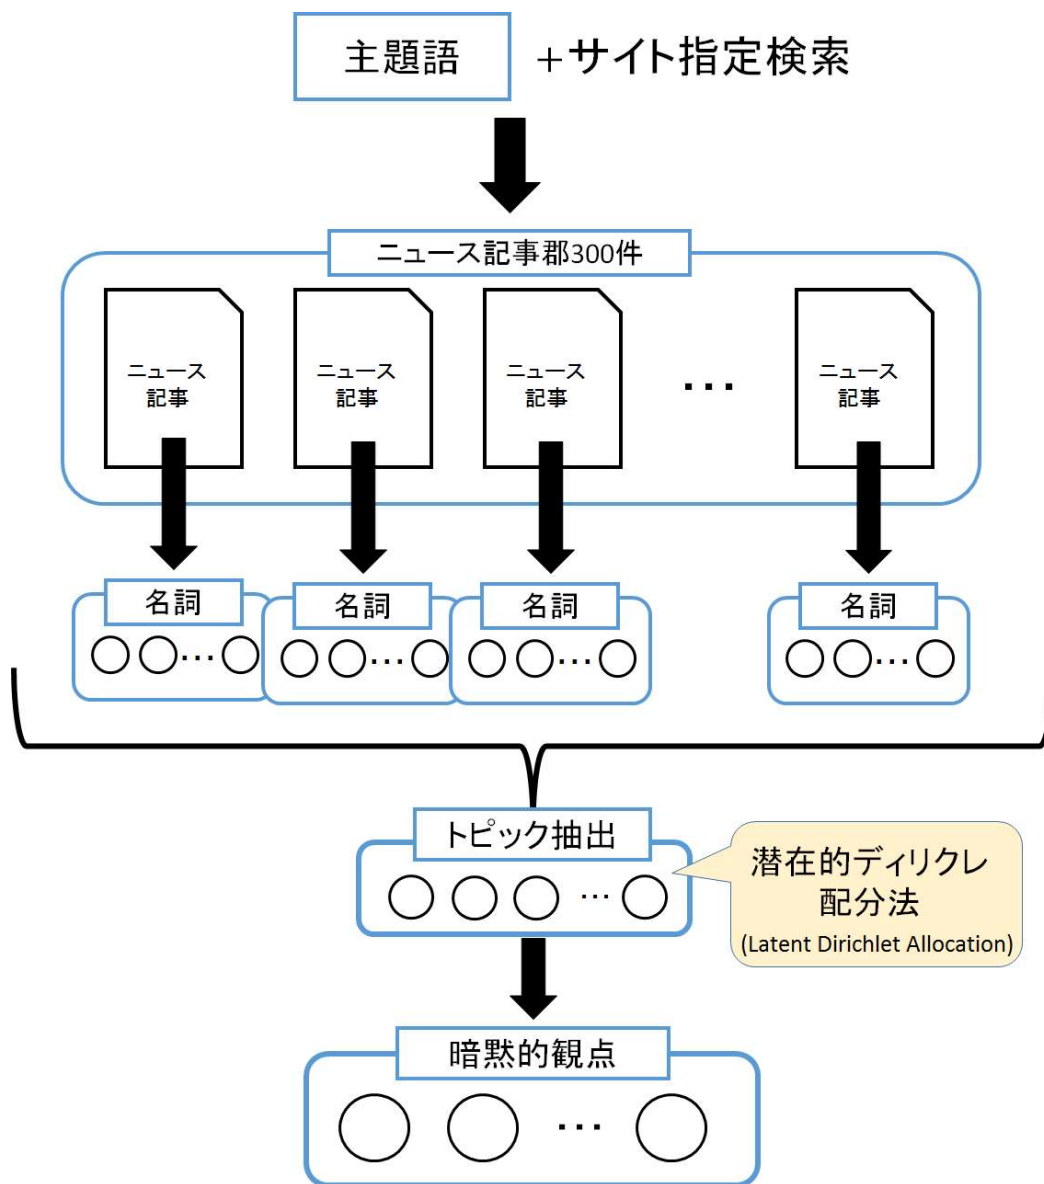 主題語 +サイト指定検索
ニュース記事郡300件
ニュース
記事
ニュース
記事
ニュース
記事
...
ニュース
記事
名詞
...
名詞
...
名詞
...
名詞
...
トピック抽出
...
潜在的ディリクレ
配分法
(Latent Dirichlet Allocation)
暗黙的観点
...